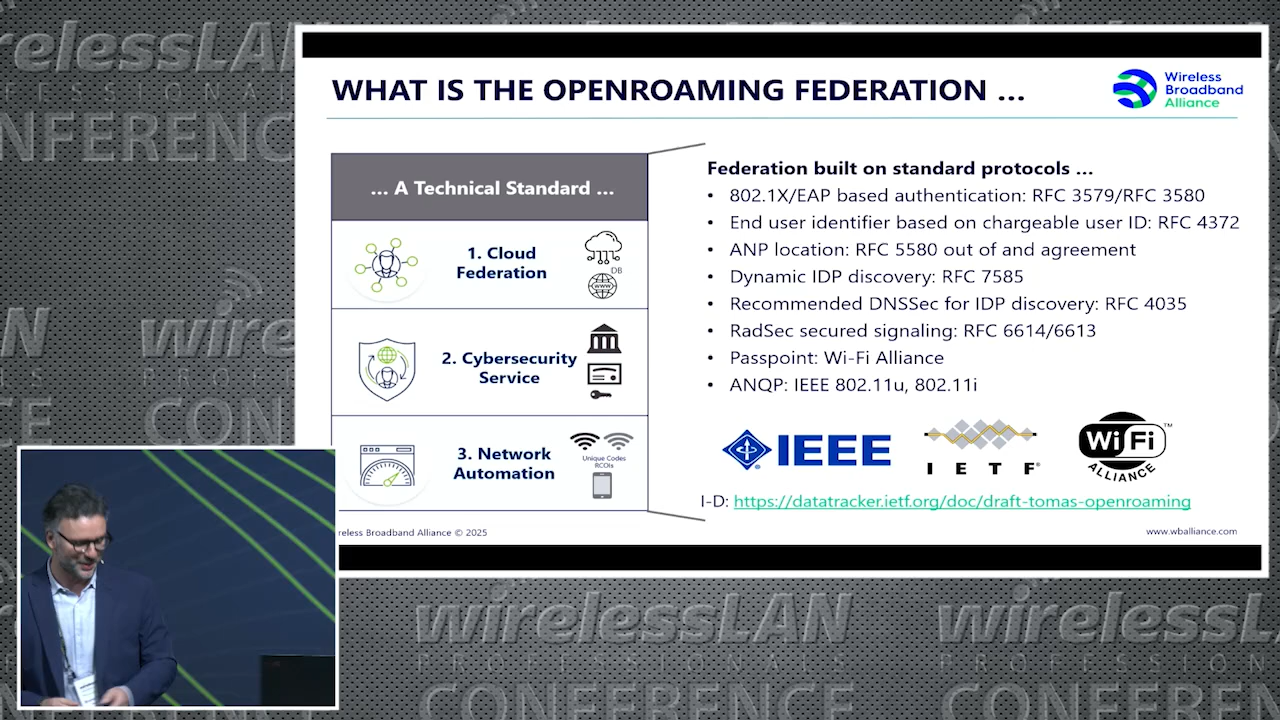 WHAT IS THE OPENROAMING FEDERATION ...
Wireless
Broadband
Alliance
... A Technical Standard ...
1. Cloud
Federation
DB
WWW
2. Cybersecurity
Service
3. Network
Automation
Unique Codes
RCOIs
Federation built on standard protocols ...
• 802.1X/EAP based authentication: RFC 3579/RFC 3580
• End user identifier based on chargeable user ID: RFC 4372
• ANP location: RFC 5580 out of and agreement
• Dynamic IDP discovery: RFC 7585
• Recommended DNSSec for IDP discovery: RFC 4035
• RadSec secured signaling: RFC 6614/6613
• Passpoint: Wi-Fi Alliance
• ANQP: IEEE 802.11u, 802.11i
IEEE
IETF®
Wi Fi™
ALLIANCE
I-D: https://datatracker.ietf.org/doc/draft-tomas-openroaming
reless Broadband Alliance © 2025
www.wballiance.com
wirelessLAN
PROFESSIONALS
CONFERENCE